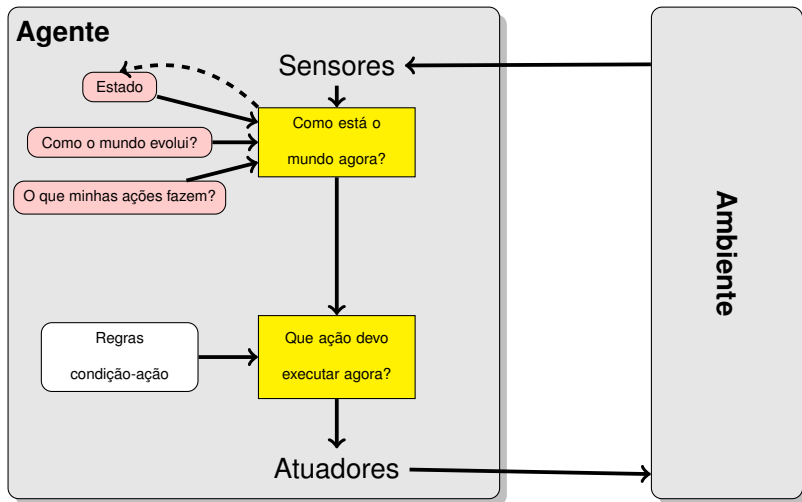 Agente
Sensores
Estado
Como está o
mundo agora?
Como o mundo evolui?
O que minhas ações fazem?
Ambiente
Regras
condição-ação
Que ação devo
executar agora?
Atuadores